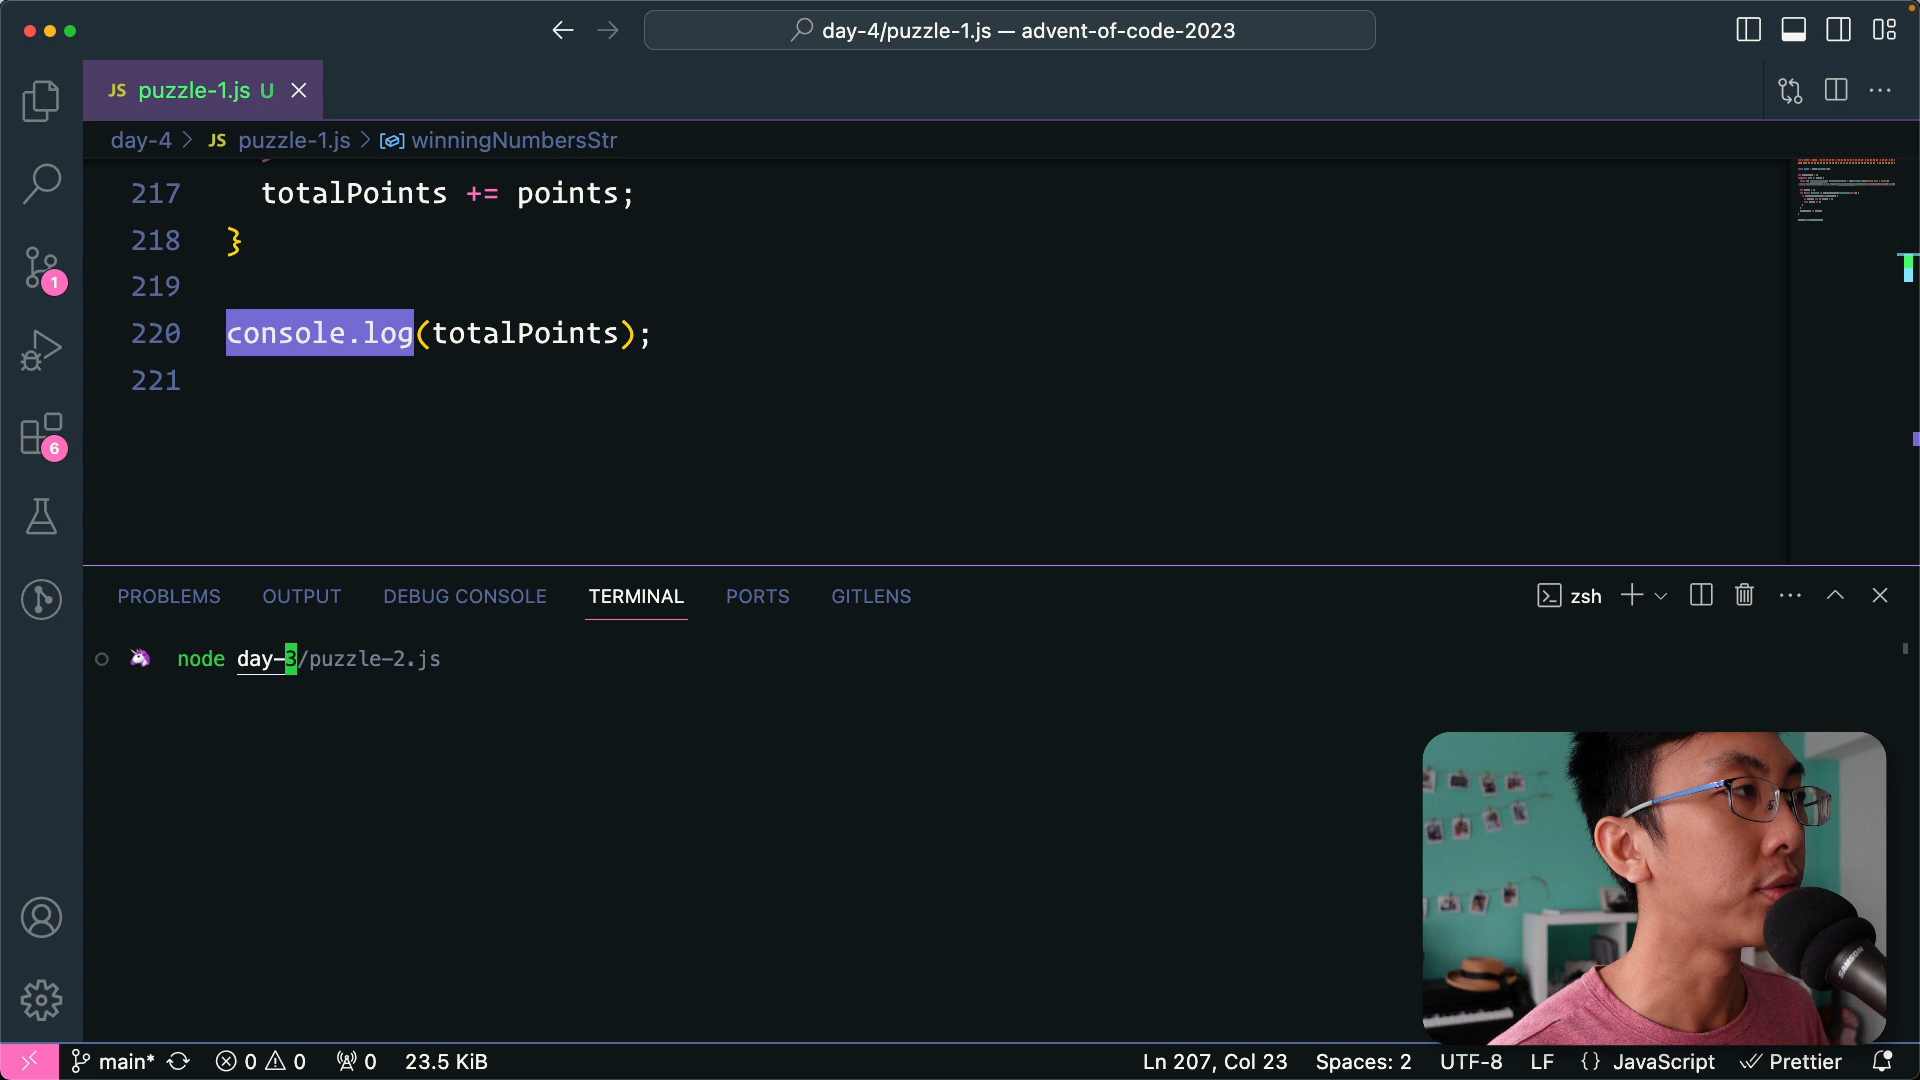 day-4/puzzle-1.js — advent-of-code-2023
JS puzzle-1.js U
day-4 > JS puzzle-1.js > winningNumbersStr
217 totalPoints += points;
218 }
219
220 console.log(totalPoints);
221
1
6
PROBLEMS OUTPUT DEBUG CONSOLE TERMINAL PORTS GITLENS
zsh
node day-3/puzzle-2.js
SAMSON
main* 0 0 0 23.5 KiB Ln 207, Col 23 Spaces: 2 UTF-8 LF {} JavaScript Prettier